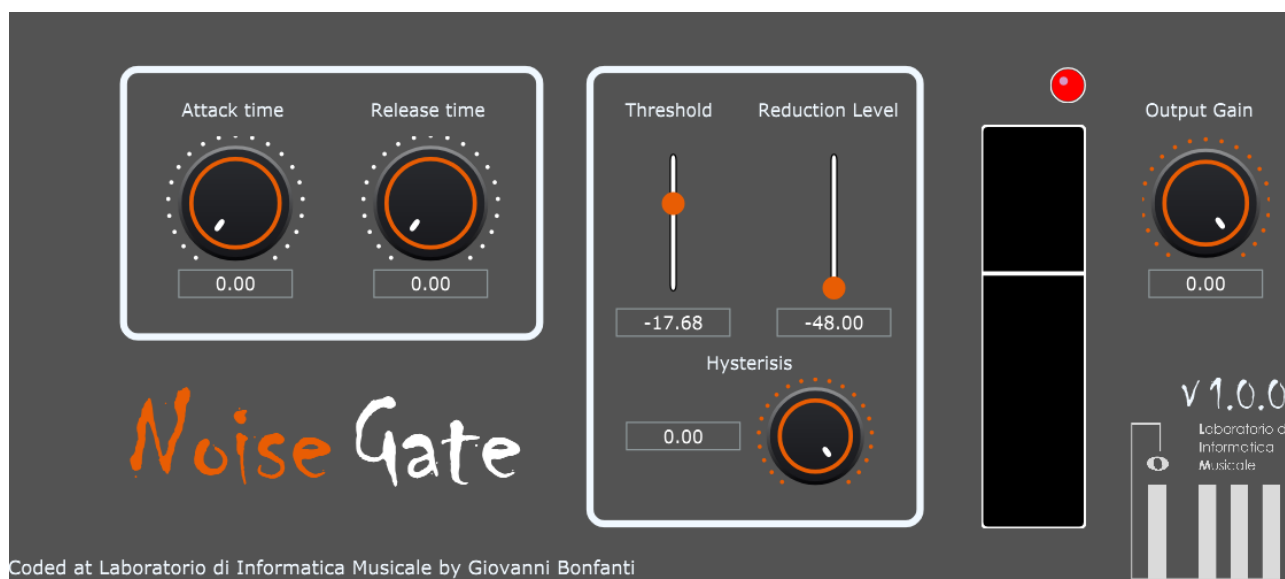 Attack time
Release time
0.00
0.00
Threshold
Reduction Level
-17.68
-48.00
Hysterisis
0.00
Output Gain
0.00
Noise Gate
v 1.0.0
Laboratorio d
Informatica
Musicale
Coded at Laboratorio di Informatica Musicale by Giovanni Bonfanti